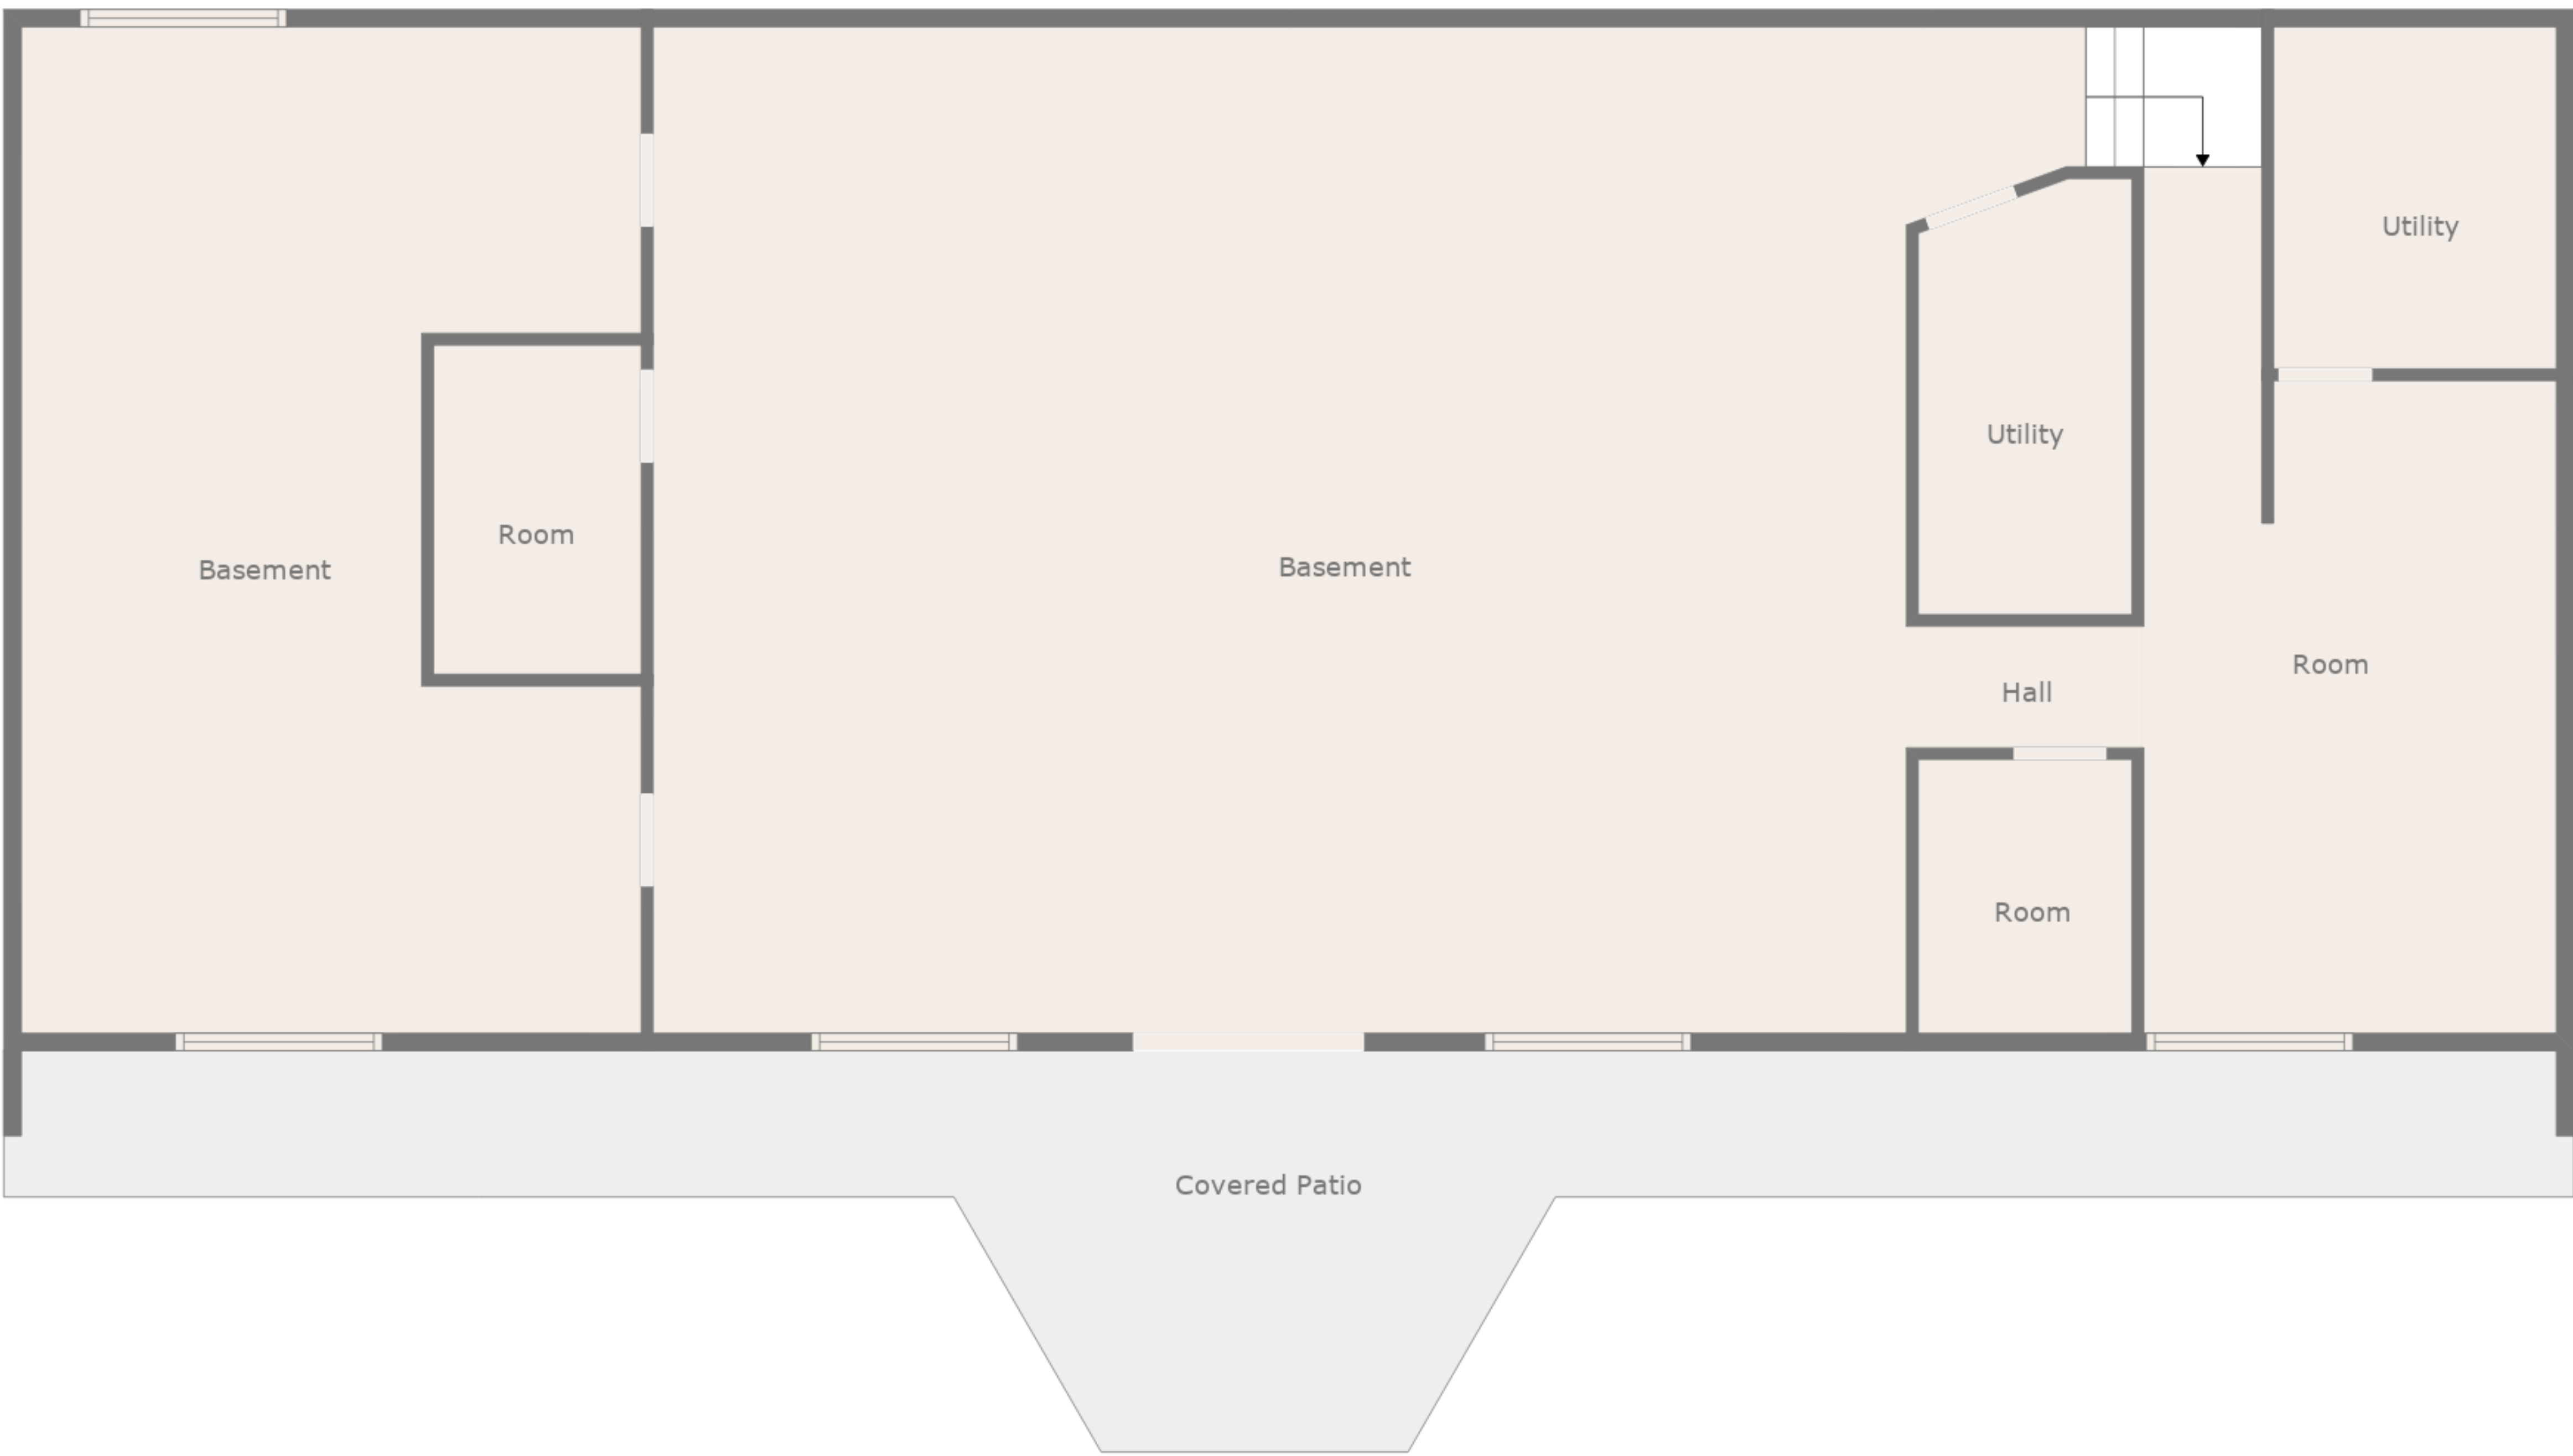 Utility
Utility
Room
Basement
Basement
Room
Hall
Room
Covered Patio